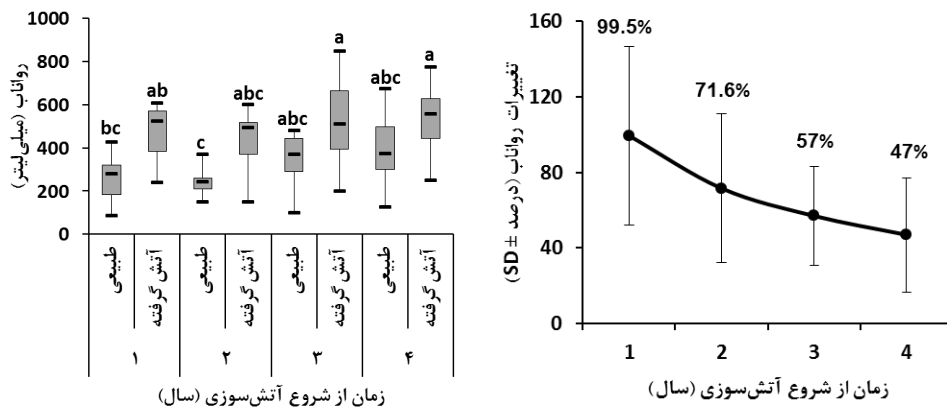 رواناب (میلی‌لیتر)
1000
800
600
400
200
0
bc
ab
c
abc
abc
a
abc
a
طبیعی
آتش گرفته
طبیعی
آتش گرفته
طبیعی
آتش گرفته
طبیعی
آتش گرفته
۱
۲
۳
۴
زمان از شروع آتش‌سوزی (سال)
تغییرات رواناب (درصد ± SD)
160
120
80
40
0
99.5%
71.6%
57%
47%
1
2
3
4
زمان از شروع آتش‌سوزی (سال)